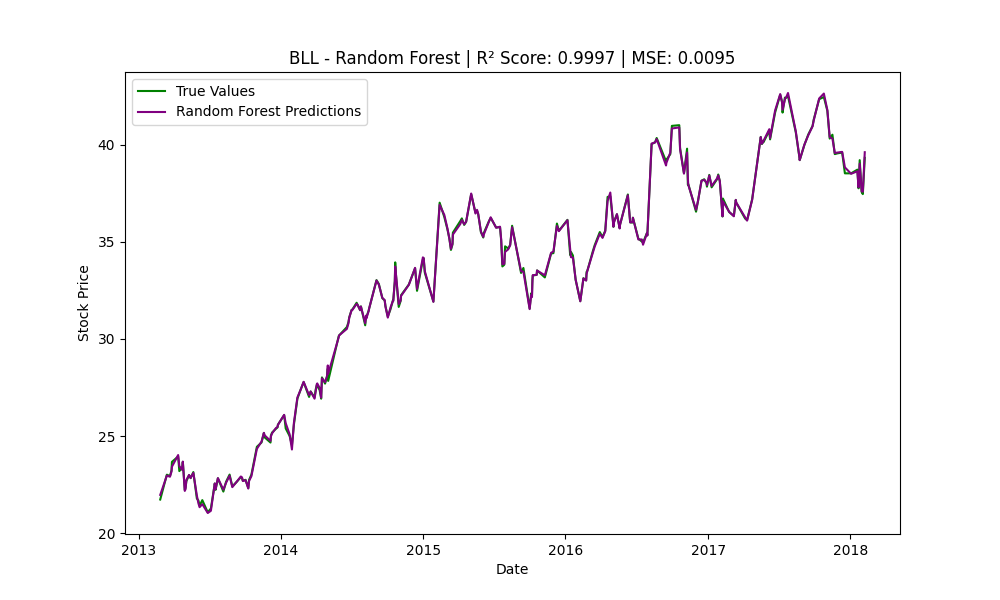 BLL - Random Forest | R² Score: 0.9997 | MSE: 0.0095
True Values
Random Forest Predictions
Stock Price
40
35
30
25
20
2013 2014 2015 2016 2017 2018
Date